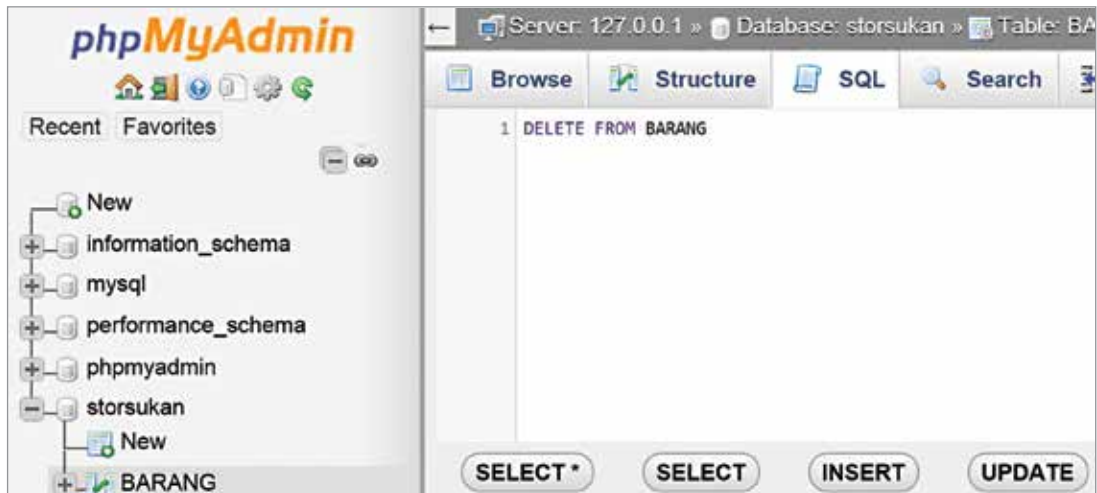 phpMyAdmin
Recent Favorites
New
information_schema
mysql
performance_schema
phpmyadmin
storsukan
New
BARANG
← Server: 127.0.0.1 » Database: storsukan » Table: BA
Browse Structure SQL Search
1 DELETE FROM BARANG
SELECT * SELECT INSERT UPDATE